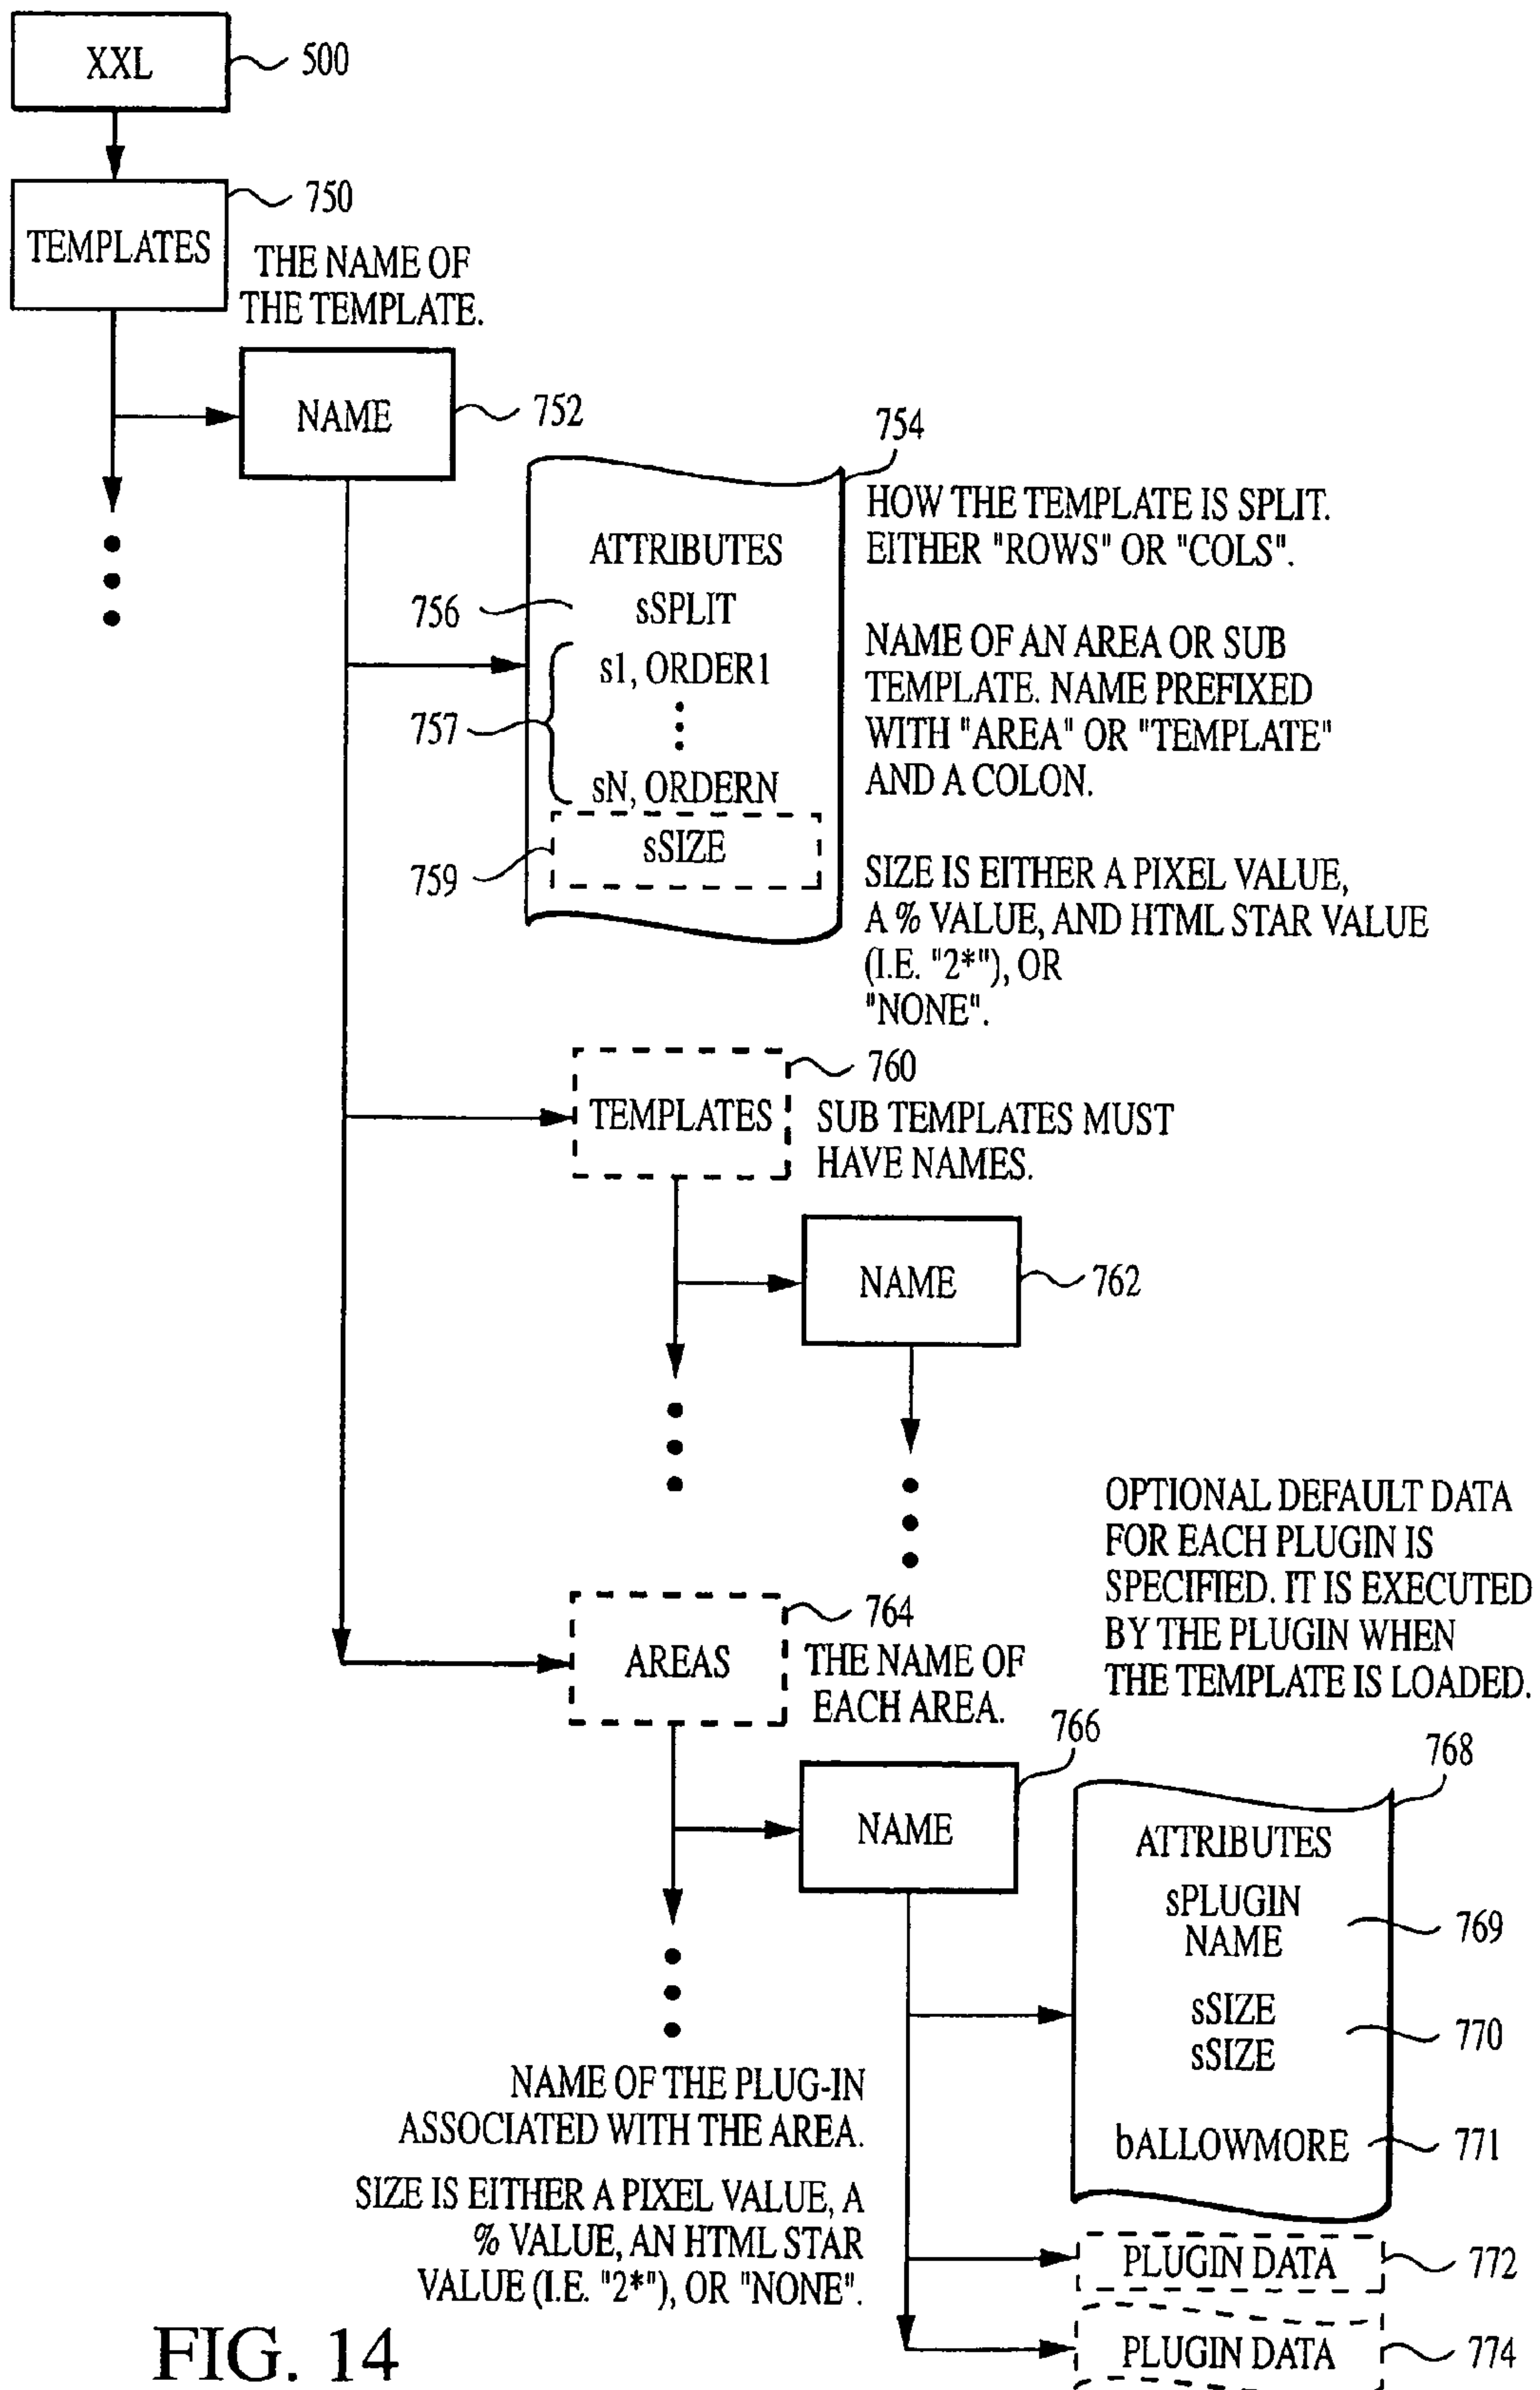 XXL
500
TEMPLATES
750
THE NAME OF
THE TEMPLATE.
NAME
752
754
ATTRIBUTES
756
sSPLIT
757
s1, ORDER1
sN, ORDERN
759
sSIZE
HOW THE TEMPLATE IS SPLIT.
EITHER "ROWS" OR "COLS".
NAME OF AN AREA OR SUB
TEMPLATE. NAME PREFIXED
WITH "AREA" OR "TEMPLATE"
AND A COLON.
SIZE IS EITHER A PIXEL VALUE,
A % VALUE, AND HTML STAR VALUE
(I.E. "2*"), OR
"NONE".
TEMPLATES
760
SUB TEMPLATES MUST
HAVE NAMES.
NAME
762
AREAS
764
THE NAME OF
EACH AREA.
OPTIONAL DEFAULT DATA
FOR EACH PLUGIN IS
SPECIFIED. IT IS EXECUTED
BY THE PLUGIN WHEN
THE TEMPLATE IS LOADED.
NAME
766
768
ATTRIBUTES
sPLUGIN
NAME
769
sSIZE
sSIZE
770
bALLOWMORE
771
NAME OF THE PLUG-IN
ASSOCIATED WITH THE AREA.
SIZE IS EITHER A PIXEL VALUE, A
% VALUE, AN HTML STAR
VALUE (I.E. "2*"), OR "NONE".
PLUGIN DATA
772
PLUGIN DATA
774
FIG. 14